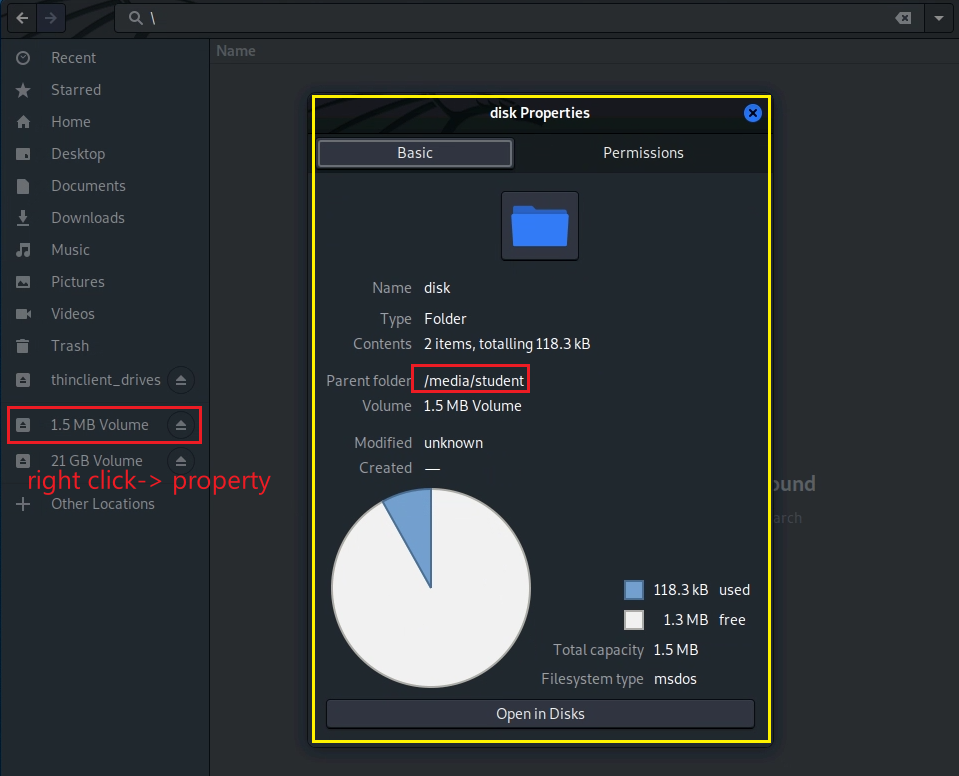 \
Recent
Starred
Home
Desktop
Documents
Downloads
Music
Pictures
Videos
Trash
thinclient_drives
1.5 MB Volume
21 GB Volume
right click-> property
Other Locations
Name
disk Properties
Basic Permissions
Name disk
Type Folder
Contents 2 items, totalling 118.3 kB
Parent folder /media/student
Volume 1.5 MB Volume
Modified unknown
Created —
118.3 kB used
1.3 MB free
Total capacity 1.5 MB
Filesystem type msdos
Open in Disks